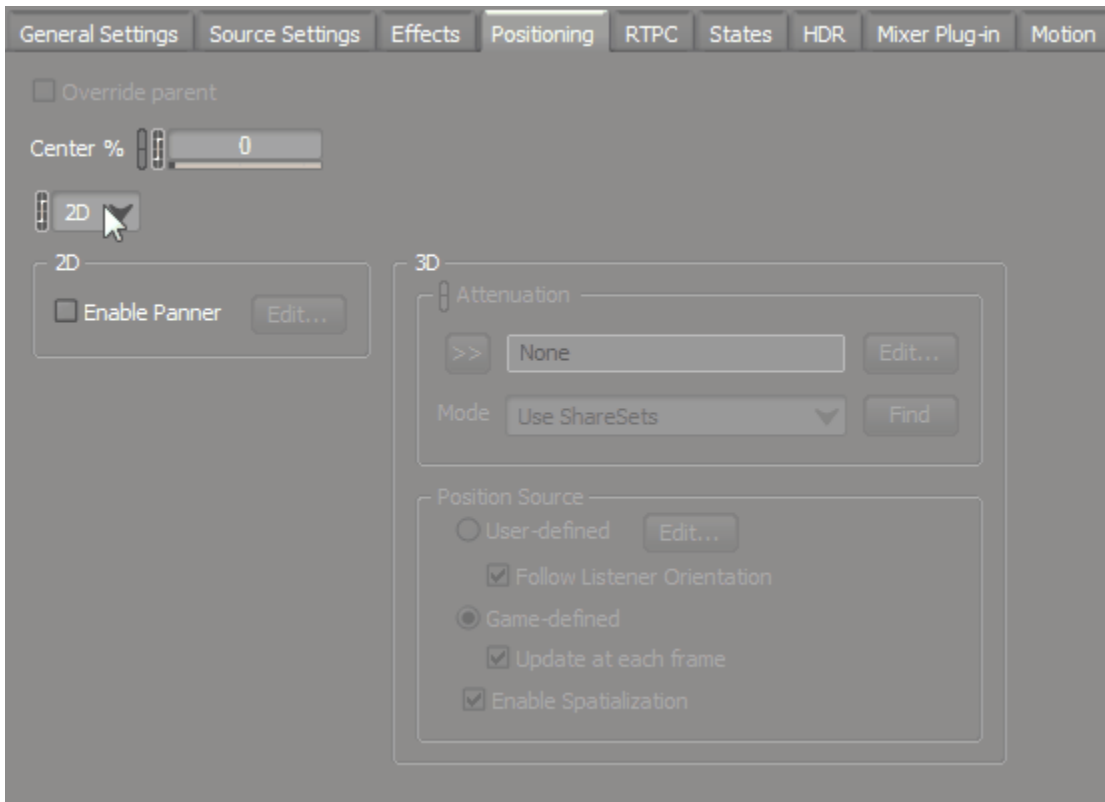 General Settings Source Settings Effects Positioning RTPC States HDR Mixer Plug-in Motion
Override parent
Center % 0
2D
2D
Enable Panner Edit...
3D
Attenuation
>> None Edit...
Mode Use ShareSets Find
Position Source
User-defined Edit...
Follow Listener Orientation
Game-defined
Update at each frame
Enable Spatialization